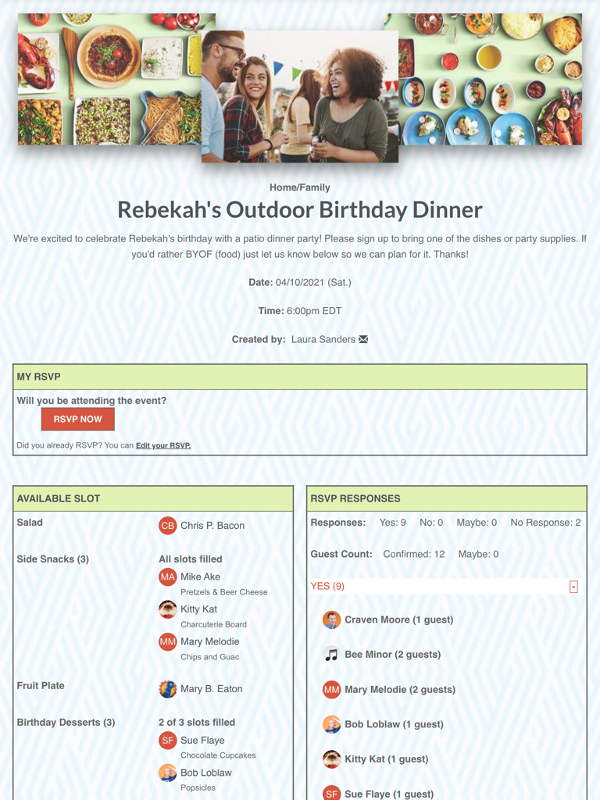 Home/Family
Rebekah's Outdoor Birthday Dinner
We're excited to celebrate Rebekah's birthday with a patio dinner party! Please sign up to bring one of the dishes or party supplies. If
you'd rather BYOF (food) just let us know below so we can plan for it. Thanks!
Date: 04/10/2021 (Sat.)
Time: 6:00pm EDT
Created by: Laura Sanders
MY RSVP
Will you be attending the event?
RSVP NOW
Did you already RSVP? You can Edit your RSVP.
AVAILABLE SLOT
Salad
CB Chris P. Bacon
Side Snacks (3)
All slots filled
MA Mike Ake
Pretzels & Beer Cheese
Kitty Kat
Charcuterie Board
MM Mary Melodie
Chips and Guac
Fruit Plate
Mary B. Eaton
Birthday Desserts (3)
2 of 3 slots filled
SF Sue Flaye
Chocolate Cupcakes
Bob Loblaw
Popsicles
RSVP RESPONSES
Responses: Yes: 9 No: 0 Maybe: 0 No Response: 2
Guest Count: Confirmed: 12 Maybe: 0
YES (9) -
Craven Moore (1 guest)
Bee Minor (2 guests)
MM Mary Melodie (2 guests)
Bob Loblaw (1 guest)
Kitty Kat (1 guest)
SF Sue Flaye (1 guest)